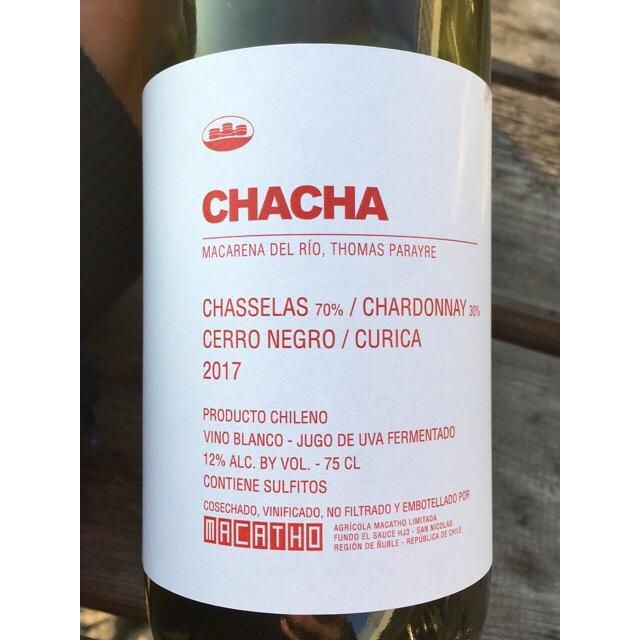 CHACHA
MACARENA DEL RÍO, THOMAS PARAYRE
CHASSELAS 70% / CHARDONNAY 30%
CERRO NEGRO / CURICA
2017
PRODUCTO CHILENO
VINO BLANCO - JUGO DE UVA FERMENTADO
12% ALC. BY VOL. - 75 CL
CONTIENE SULFITOS
COSECHADO, VINIFICADO, NO FILTRADO Y EMBOTELLADO POR
MACATHO
AGRÍCOLA MACATHO LIMITADA
FUNDO EL SAUCE HJ3 - SAN NICOLÁS
REGIÓN DE ÑUBLE - REPÚBLICA DE CHILE